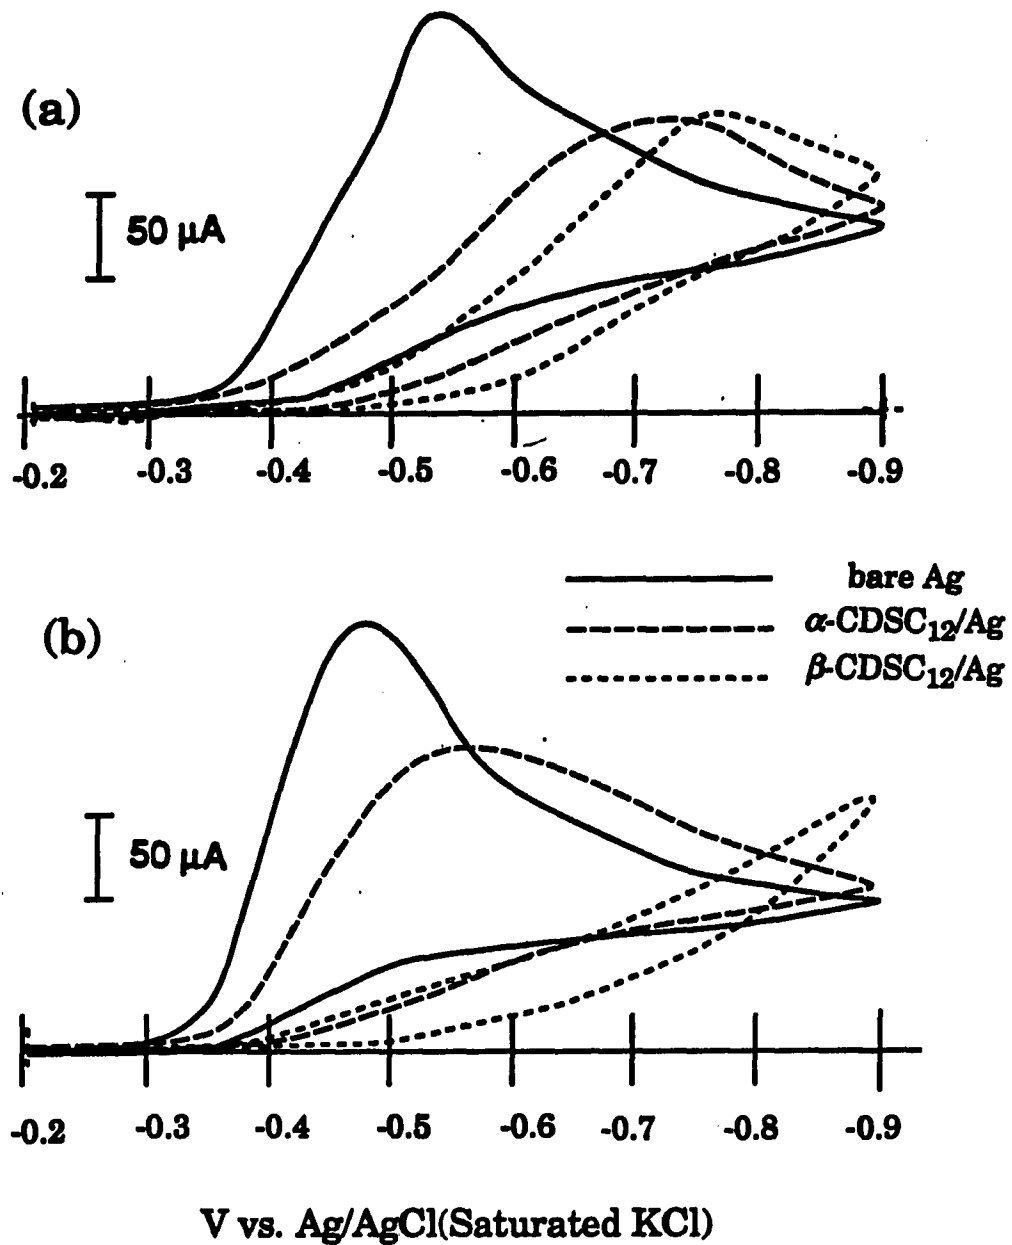 (a)
50 μA
-0.2 -0.3 -0.4 -0.5 -0.6 -0.7 -0.8 -0.9
bare Ag
α-CDSC₁₂/Ag
β-CDSC₁₂/Ag
(b)
50 μA
-0.2 -0.3 -0.4 -0.5 -0.6 -0.7 -0.8 -0.9
V vs. Ag/AgCl(Saturated KCl)